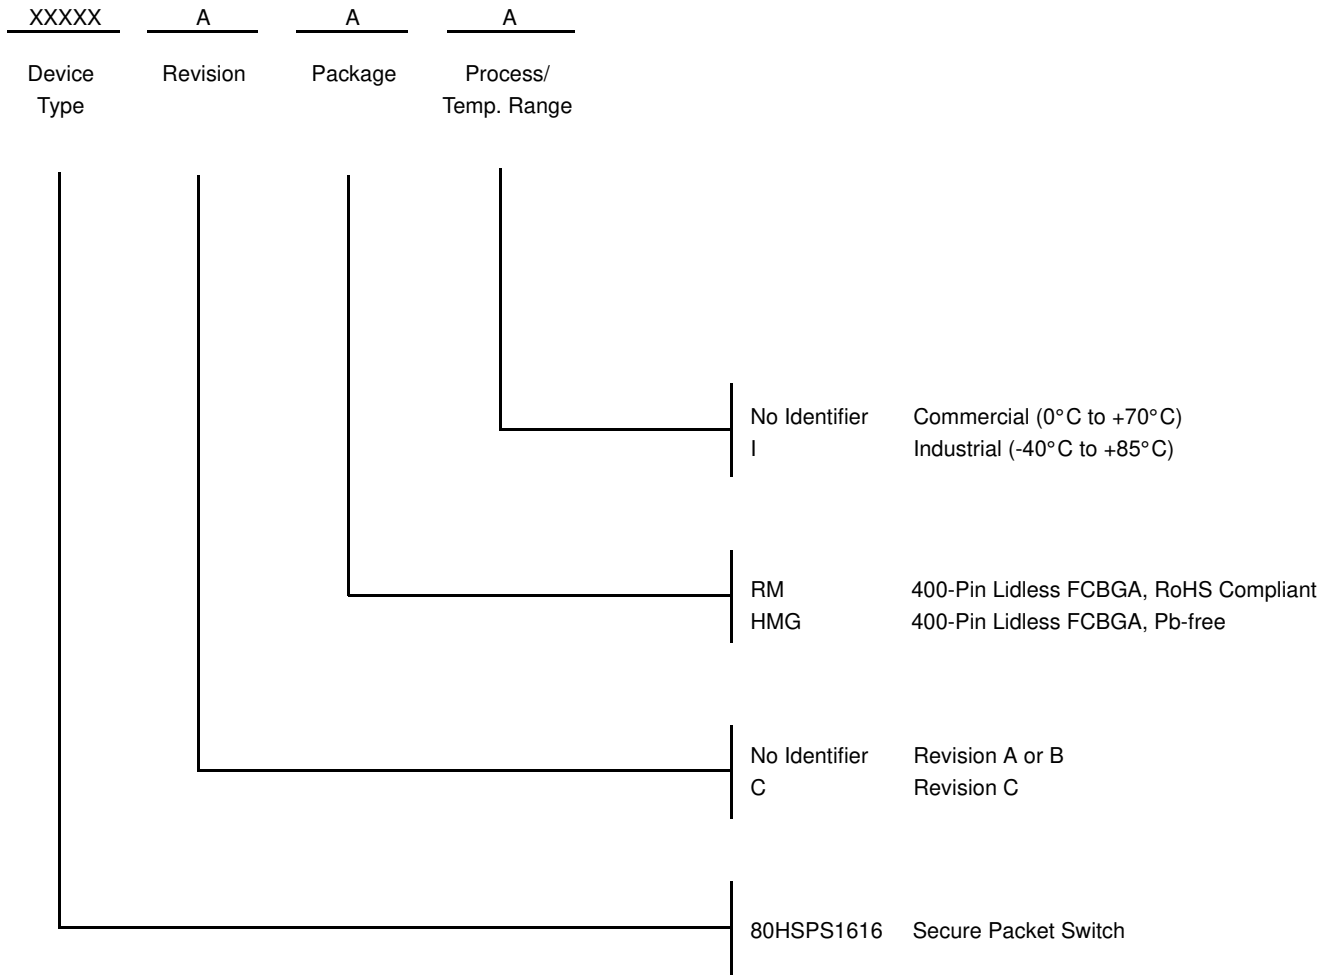 XXXXX A A A
Device Type Revision Package Process/ Temp. Range
No Identifier Commercial (0°C to +70°C)
I Industrial (-40°C to +85°C)
RM 400-Pin Lidless FCBGA, RoHS Compliant
HMG 400-Pin Lidless FCBGA, Pb-free
No Identifier Revision A or B
C Revision C
80HSPS1616 Secure Packet Switch